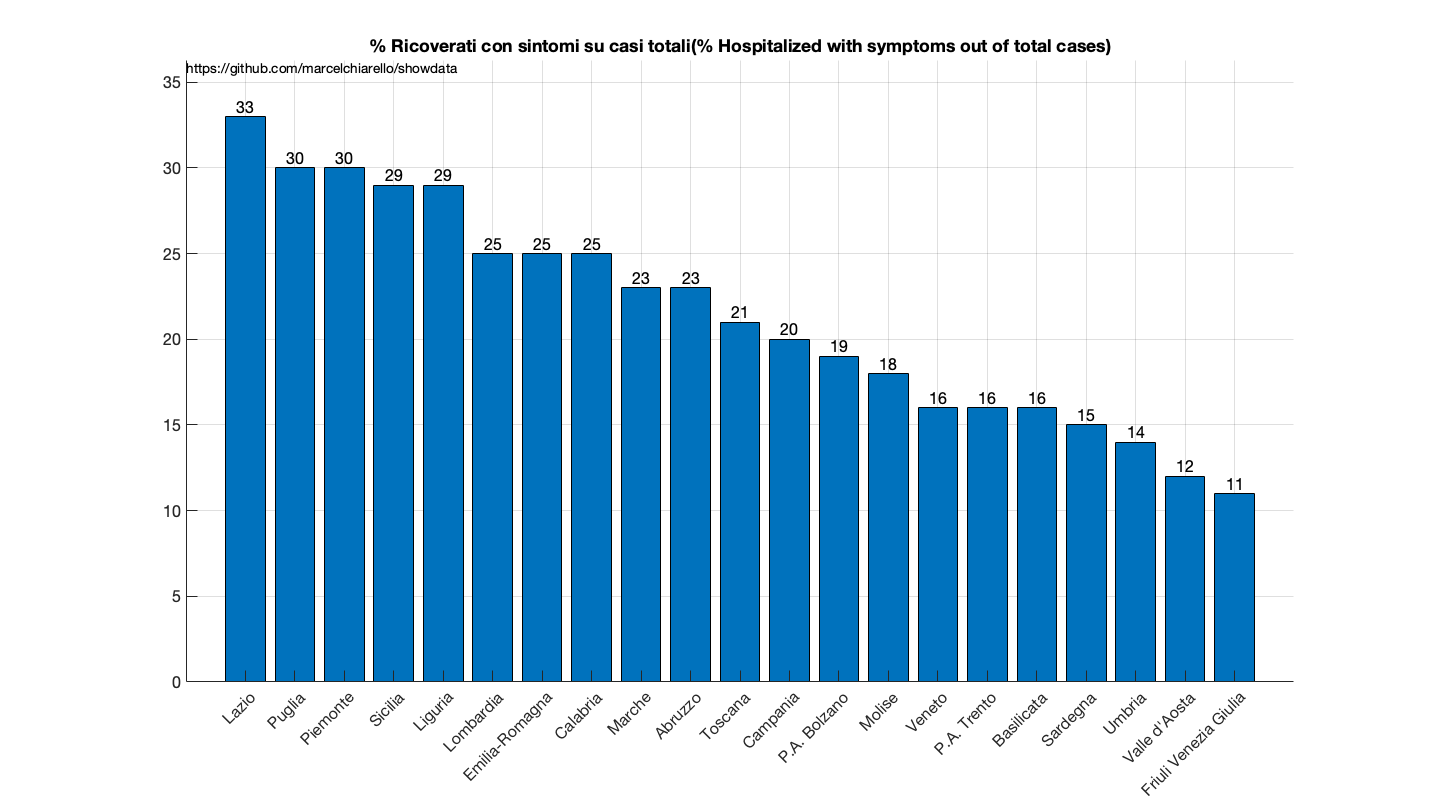 % Ricoverati con sintomi su casi totali(% Hospitalized with symptoms out of total cases)
https://github.com/marcelchiarello/showdata
35
30
25
20
15
10
5
0
33
30
30
29
29
25
25
25
23
23
21
20
19
18
16
16
16
15
14
12
11
Lazio
Puglia
Piemonte
Sicilia
Liguria
Lombardia
Emilia-Romagna
Calabria
Marche
Abruzzo
Toscana
Campania
P.A. Bolzano
Molise
Veneto
P.A. Trento
Basilicata
Sardegna
Umbria
Valle d'Aosta
Friuli Venezia Giulia